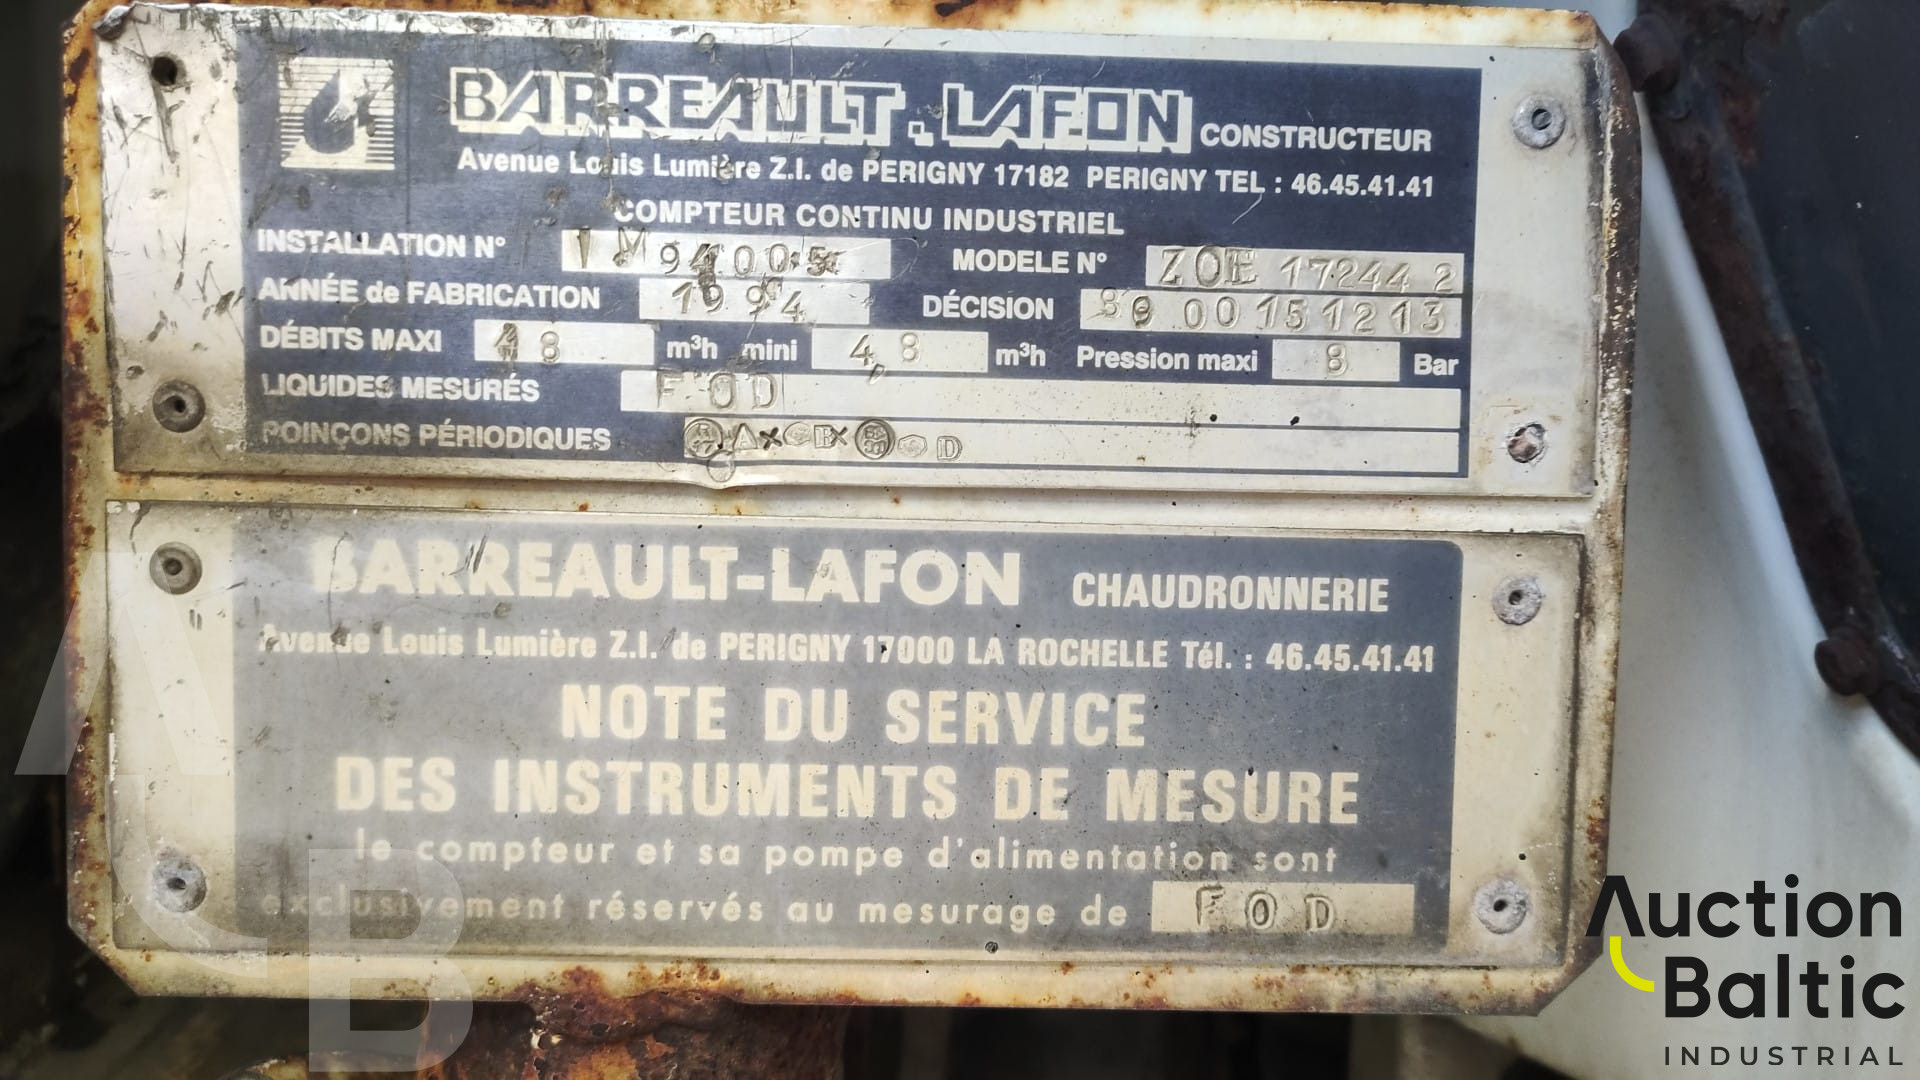 BARREAULT-LAFON CONSTRUCTEUR
Avenue Louis Lumière Z.I. de PERIGNY 17182 PERIGNY TEL : 46.45.41.41
COMPTEUR CONTINU INDUSTRIEL
INSTALLATION N° MODELE N° ZOE 17244 2
ANNÉE de FABRICATION 1994 DÉCISION 00151213
DÉBITS MAXI 48 m³h mini 4,8 m³h Pression maxi 8 Bar
LIQUIDES MESURÉS FOD
POINÇONS PÉRIODIQUES A B D
BARREAULT-LAFON CHAUDRONNERIE
Avenue Louis Lumière Z.I. de PERIGNY 17000 LA ROCHELLE Tél. : 46.45.41.41
NOTE DU SERVICE
DES INSTRUMENTS DE MESURE
le compteur et sa pompe d'alimentation sont
exclusivement réservés au mesurage de FOD
Auction
Baltic
INDUSTRIAL